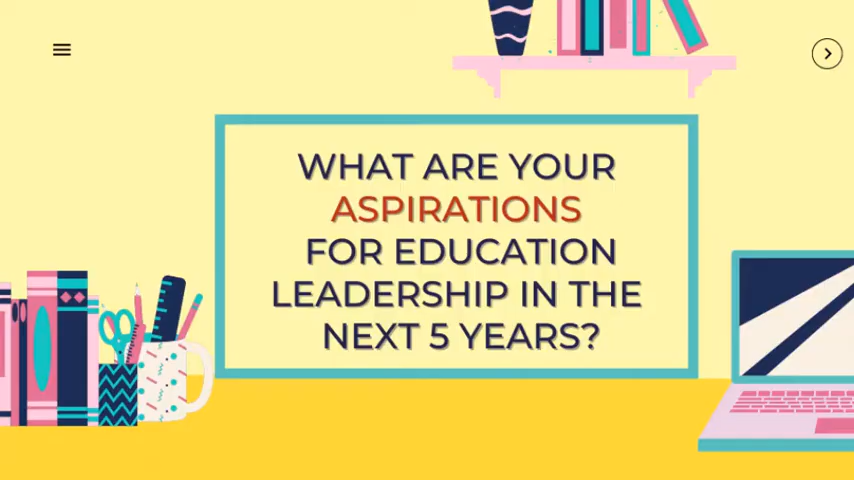 WHAT ARE YOUR
ASPIRATIONS
FOR EDUCATION
LEADERSHIP IN THE
NEXT 5 YEARS?